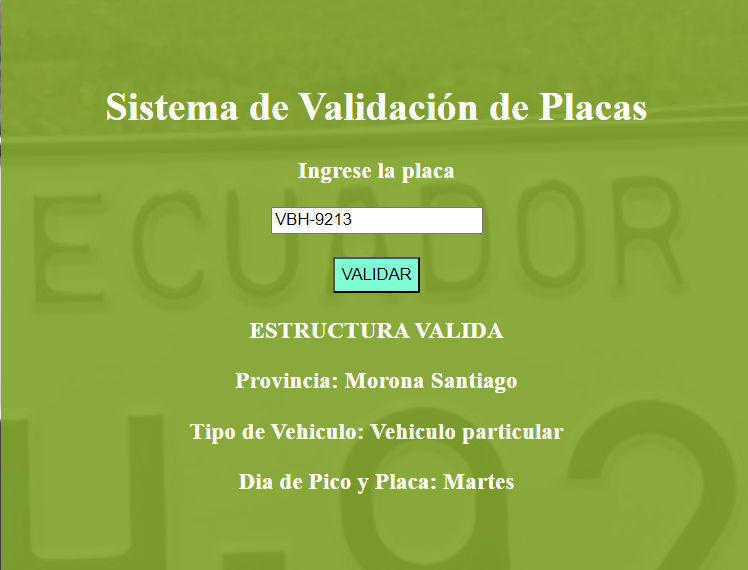 Sistema de Validación de Placas
Ingrese la placa
ECUADOR
VBH-9213
VALIDAR
ESTRUCTURA VALIDA
Provincia: Morona Santiago
Tipo de Vehiculo: Vehiculo particular
Dia de Pico y Placa: Martes